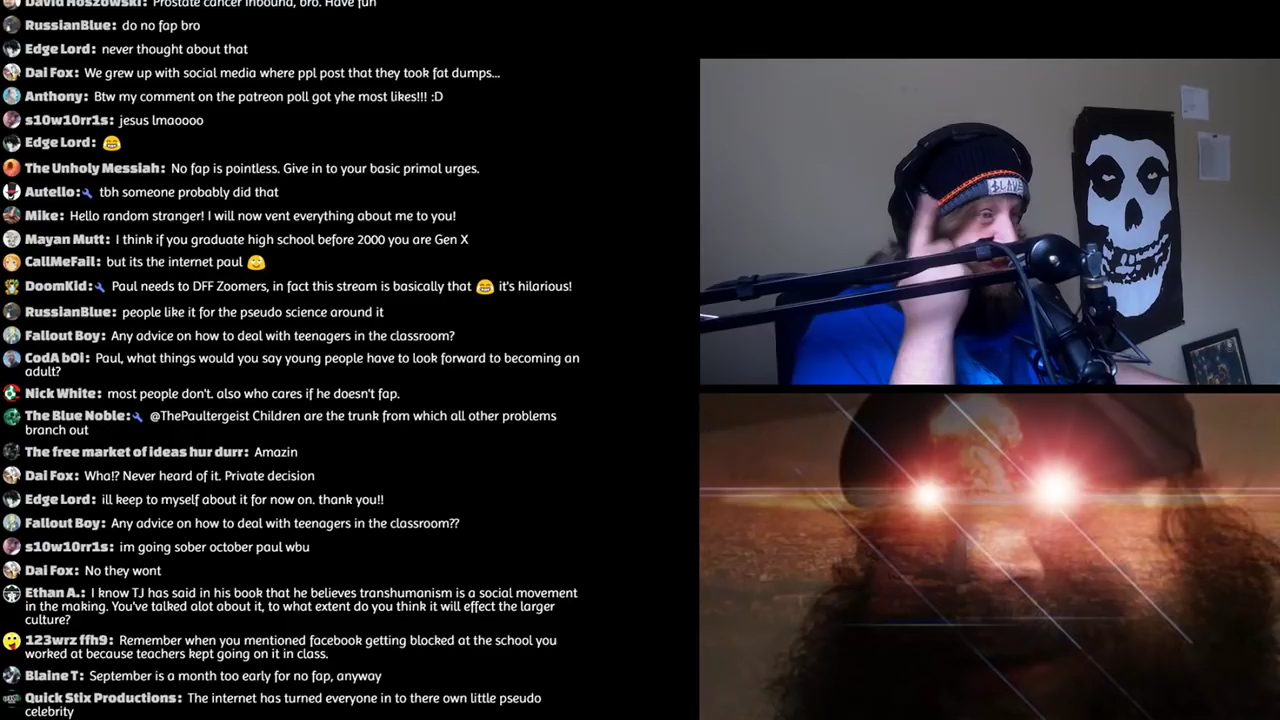 David Hoszowski: Prostate cancer inbound, bro. Have fun
RussianBlue: do no fap bro
Edge Lord: never thought about that
Dai Fox: We grew up with social media where ppl post that they took fat dumps...
Anthony: Btw my comment on the patreon poll got yhe most likes!!! :D
s10w10rr1s: jesus lmaoooo
Edge Lord: 😂
The Unholy Messiah: No fap is pointless. Give in to your basic primal urges.
Autello: tbh someone probably did that
Mike: Hello random stranger! I will now vent everything about me to you!
Mayan Mutt: I think if you graduate high school before 2000 you are Gen X
CallMeFail: but its the internet paul
DoomKid: Paul needs to DFF Zoomers, in fact this stream is basically that 😂 it's hilarious!
RussianBlue: people like it for the pseudo science around it
Fallout Boy: Any advice on how to deal with teenagers in the classroom?
CodA bOi: Paul, what things would you say young people have to look forward to becoming an
adult?
Nick White: most people don't. also who cares if he doesn't fap.
The Blue Noble: @ThePaultergeist Children are the trunk from which all other problems
branch out
The free market of ideas hur durr: Amazin
Dai Fox: Wha!? Never heard of it. Private decision
Edge Lord: ill keep to myself about it for now on. thank you!!
Fallout Boy: Any advice on how to deal with teenagers in the classroom??
s10w10rr1s: im going sober october paul wbu
Dai Fox: No they wont
Ethan A.: I know TJ has said in his book that he believes transhumanism is a social movement
in the making. You've talked alot about it, to what extent do you think it will effect the larger
culture?
123wrz ffh9: Remember when you mentioned facebook getting blocked at the school you
worked at because teachers kept going on it in class.
Blaine T: September is a month too early for no fap, anyway
Quick Stix Productions: The internet has turned everyone in to there own little pseudo
celebrity